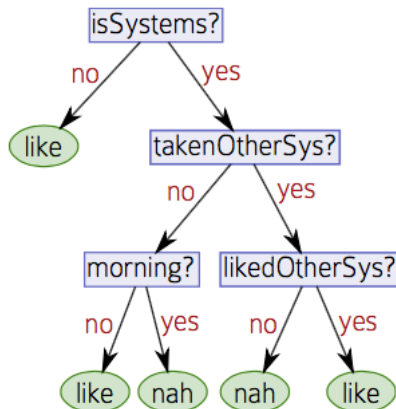 isSystems?
no yes
like takenOtherSys?
no yes
morning? likedOtherSys?
no yes no yes
like nah nah like